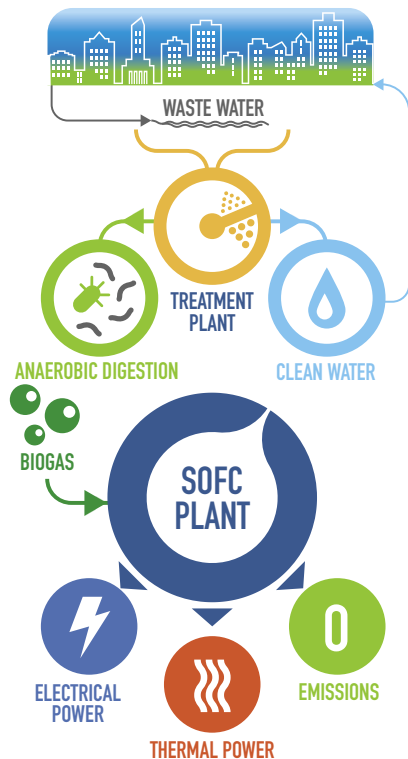 WASTE WATER
TREATMENT
PLANT
ANAEROBIC DIGESTION
CLEAN WATER
BIOGAS
SOFC
PLANT
0
ELECTRICAL
POWER
EMISSIONS
THERMAL POWER